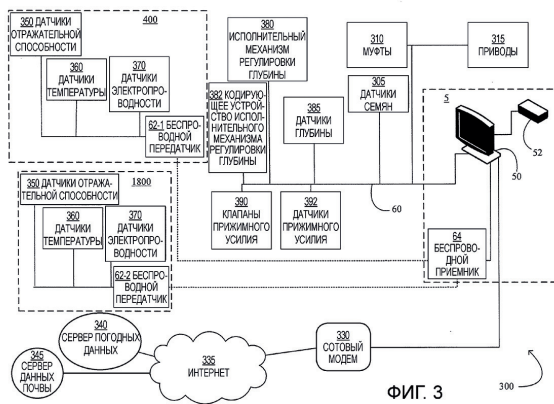 350 ДАТЧИКИ
ОТРАЖАТЕЛЬНОЙ
СПОСОБНОСТИ
400
360
ДАТЧИКИ
ТЕМПЕРАТУРЫ
370
ДАТЧИКИ
ЭЛЕКТРОПРО-
ВОДНОСТИ
62-1 БЕСПРО-
ВОДНОЙ
ПЕРЕДАТЧИК
380
ИСПОЛНИТЕЛЬНЫЙ
МЕХАНИЗМ
РЕГУЛИРОВКИ
ГЛУБИНЫ
382 КОДИРУЮ-
ЩЕЕ УСТРОЙ-
СТВО ИСПОЛ-
НИТЕЛЬНОГО
МЕХАНИЗМА
РЕГУЛИРОВКИ
ГЛУБИНЫ
385
ДАТЧИКИ
ГЛУБИНЫ
310
МУФТЫ
315
ПРИВОДЫ
305
ДАТЧИКИ
СЕМЯН
5
52
50
60
390
КЛАПАНЫ
ПРИЖИМНОГО
УСИЛИЯ
392
ДАТЧИКИ
ПРИЖИМНОГО
УСИЛИЯ
64
БЕСПРО-
ВОДНОЙ
ПРИЕМНИК
350 ДАТЧИКИ ОТРАЖА-
ТЕЛЬНОЙ СПОСОБНОСТИ
1800
360
ДАТЧИКИ
ТЕМПЕРАТУРЫ
370
ДАТЧИКИ
ЭЛЕКТРОПРО-
ВОДНОСТИ
62-2 БЕСПРО-
ВОДНОЙ
ПЕРЕДАТЧИК
340
СЕРВЕР ПОГОДНЫХ
ДАННЫХ
345
СЕРВЕР
ДАННЫХ
ПОЧВЫ
335
ИНТЕРНЕТ
330
СОТОВЫЙ
МОДЕМ
300
ФИГ. 3